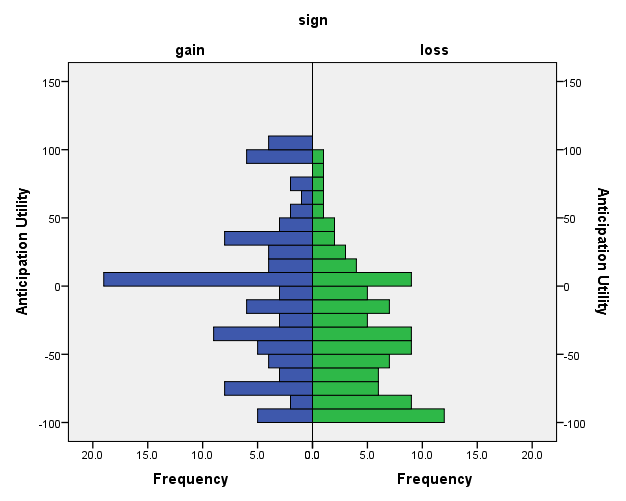 sign
gain loss
150 150
100 100
50 50
0 0
-50 -50
-100 -100
Anticipation Utility
Anticipation Utility
20.0 15.0 10.0 5.0 0.0 0.0 5.0 10.0 15.0 20.0
Frequency Frequency